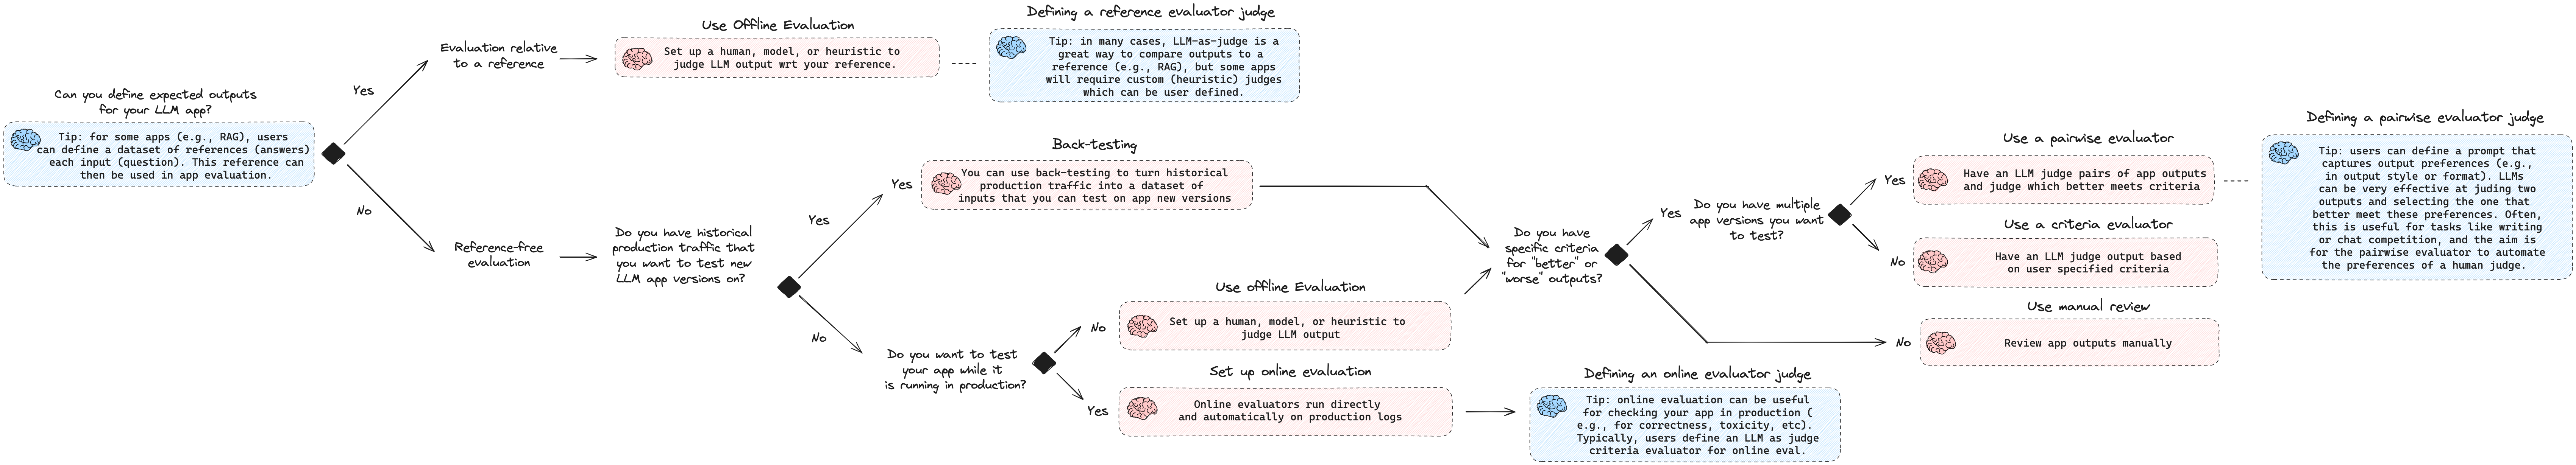 Can you define expected outputs
for your LLM app?
Tip: for some apps (e.g., RAG), users
can define a dataset of references (answers)
each input (question). This reference can
then be used in app evaluation.
Yes
No
Evaluation relative
to a reference
Use Offline Evaluation
Set up a human, model, or heuristic to
judge LLM output wrt your reference.
Defining a reference evaluator judge
Tip: in many cases, LLM-as-judge is a
great way to compare outputs to a
reference (e.g., RAG), but some apps
will require custom (heuristic) judges
which can be user defined.
Reference-free
evaluation
Do you have historical
production traffic that
you want to test new
LLM app versions on?
Yes
No
Yes
Back-testing
You can use back-testing to turn historical
production traffic into a dataset of
inputs that you can test on app new versions
Do you want to test
your app while it
is running in production?
No
Yes
Use offline Evaluation
Set up a human, model, or heuristic to
judge LLM output
Set up online evaluation
Online evaluators run directly
and automatically on production logs
Defining an online evaluator judge
Tip: online evaluation can be useful
for checking your app in production (
e.g., for correctness, toxicity, etc).
Typically, users define an LLM as judge
criteria evaluator for online eval.
Do you have
specific criteria
for "better" or
"worse" outputs?
Yes
No
Do you have multiple
app versions you want
to test?
Yes
No
Use a pairwise evaluator
Have an LLM judge pairs of app outputs
and judge which better meets criteria
Use a criteria evaluator
Have an LLM judge output based
on user specified criteria
Use manual review
Review app outputs manually
Defining a pairwise evaluator judge
Tip: users can define a prompt that
captures output preferences (e.g.,
in output style or format). LLMs
can be very effective at juding two
outputs and selecting the one that
better meet these preferences. Often,
this is useful for tasks like writing
or chat competition, and the aim is
for the pairwise evaluator to automate
the preferences of a human judge.